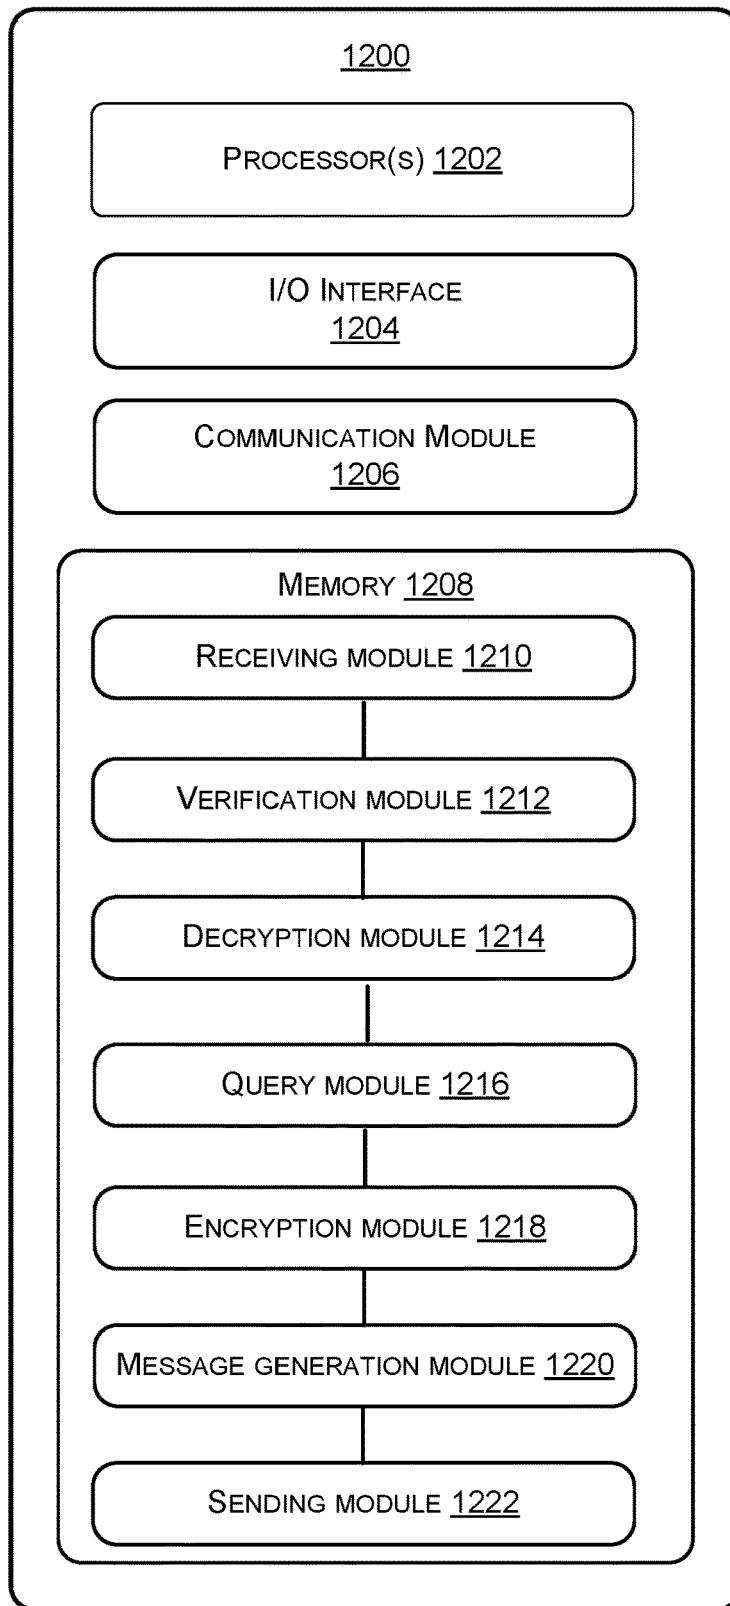 1200
PROCESSOR(S) 1202
I/O INTERFACE
1204
COMMUNICATION MODULE
1206
MEMORY 1208
RECEIVING MODULE 1210
VERIFICATION MODULE 1212
DECRYPTION MODULE 1214
QUERY MODULE 1216
ENCRYPTION MODULE 1218
MESSAGE GENERATION MODULE 1220
SENDING MODULE 1222